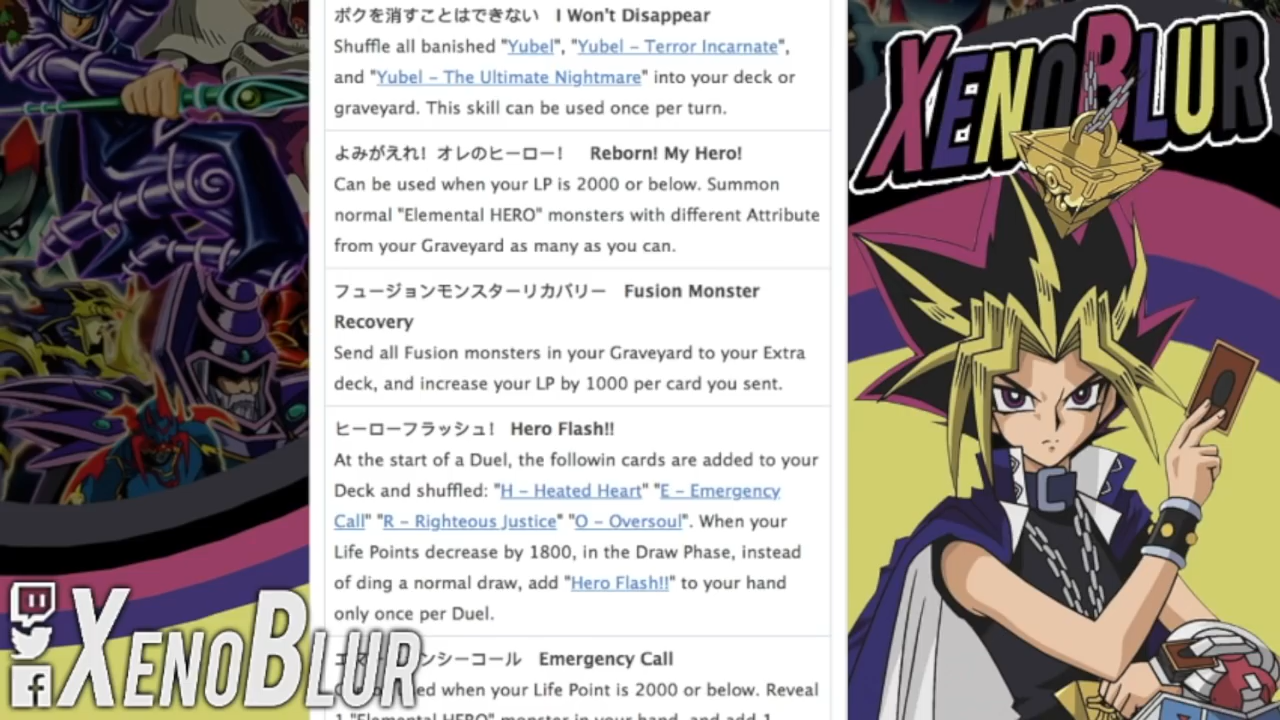 ボクを消すことはできない I Won't Disappear
Shuffle all banished "Yubel", "Yubel – Terror Incarnate",
and "Yubel – The Ultimate Nightmare" into your deck or
graveyard. This skill can be used once per turn.
よみがえれ! オレのヒーロー! Reborn! My Hero!
Can be used when your LP is 2000 or below. Summon
normal "Elemental HERO" monsters with different Attribute
from your Graveyard as many as you can.
フュージョンモンスターリカバリー Fusion Monster
Recovery
Send all Fusion monsters in your Graveyard to your Extra
deck, and increase your LP by 1000 per card you sent.
ヒーローフラッシュ! Hero Flash!!
At the start of a Duel, the followin cards are added to your
Deck and shuffled: "H – Heated Heart" "E – Emergency
Call" "R – Righteous Justice" "O – Oversoul". When your
Life Points decrease by 1800, in the Draw Phase, instead
of ding a normal draw, add "Hero Flash!!" to your hand
only once per Duel.
ンシーコール Emergency Call
when your Life Point is 2000 or below. Reveal
1 "Elemental HERO" monster in your hand, and add 1
XENOBLUR
XENOBLUR